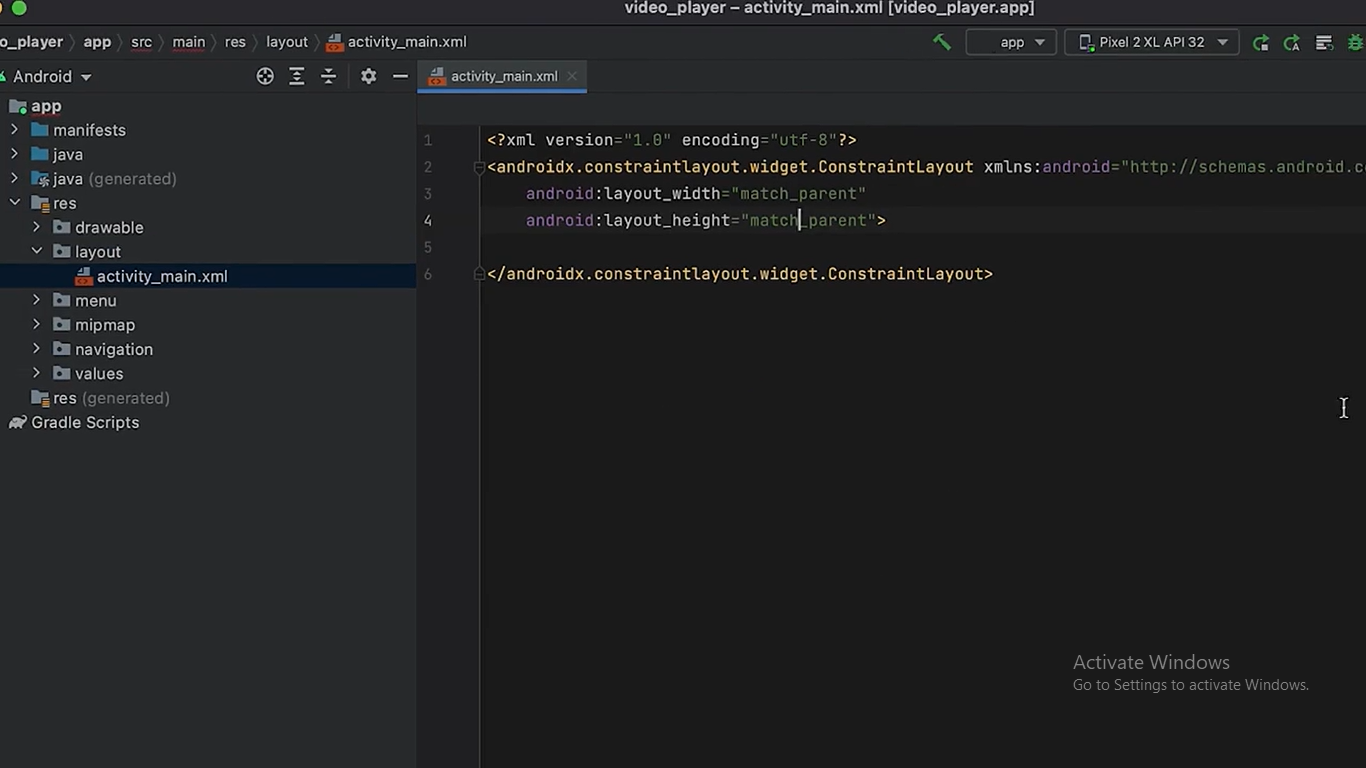 video_player – activity_main.xml [video_player.app]
o_player 〉 app 〉 src 〉 main 〉 res 〉 layout 〉 activity_main.xml
app
Pixel 2 XL API 32
Android
activity_main.xml
app
manifests
java
java (generated)
res
drawable
layout
activity_main.xml
menu
mipmap
navigation
values
res (generated)
Gradle Scripts
1 <?xml version="1.0" encoding="utf-8"?>
2 <androidx.constraintlayout.widget.ConstraintLayout xmlns:android="http://schemas.android.c
3 android:layout_width="match_parent"
4 android:layout_height="match_parent">
5
6 </androidx.constraintlayout.widget.ConstraintLayout>
Activate Windows
Go to Settings to activate Windows.